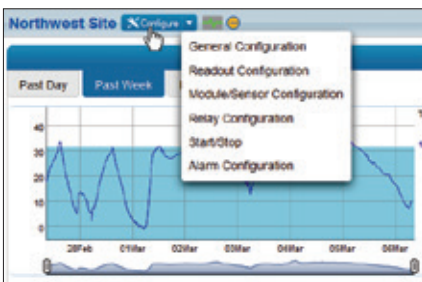 Northwest Site Configure
General Configuration
Readout Configuration
Module/Sensor Configuration
Relay Configuration
Start/Stop
Alarm Configuration
Past Day Past Week
40
30
20
10
0
28Feb 01Mar 02Mar 03Mar 04Mar 05Mar 06Mar